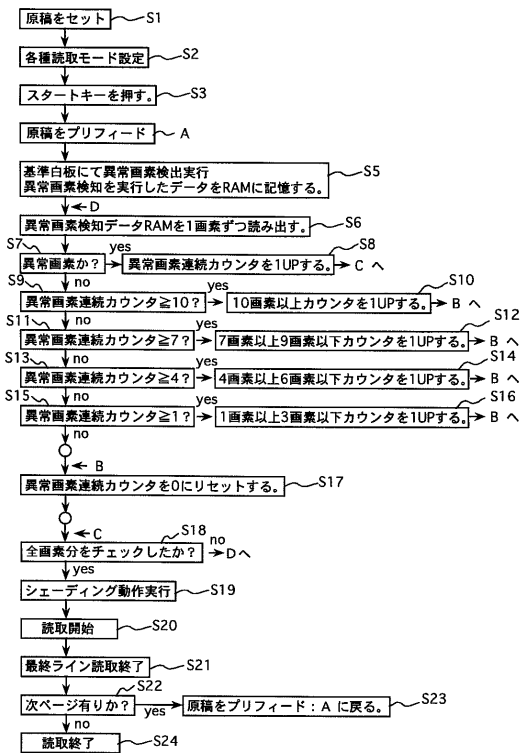 原稿をセット S1
各種読取モード設定 S2
スタートキーを押す。 S3
原稿をプリフィード A
基準白板にて異常画素検出実行 S5
異常画素検知を実行したデータをRAMに記憶する。
D
異常画素検知データRAMを1画素ずつ読み出す。 S6
S7 yes S8
異常画素か? 異常画素連続カウンタを1UPする。 C へ
S9 no yes S10
異常画素連続カウンタ≧10? 10画素以上カウンタを1UPする。 B へ
S11 no yes S12
異常画素連続カウンタ≧7? 7画素以上9画素以下カウンタを1UPする。 B へ
S13 no yes S14
異常画素連続カウンタ≧4? 4画素以上6画素以下カウンタを1UPする。 B へ
S15 no yes S16
異常画素連続カウンタ≧1? 1画素以上3画素以下カウンタを1UPする。 B へ
no
B
異常画素連続カウンタを0にリセットする。 S17
C S18
全画素分をチェックしたか? no Dへ
yes
シェーディング動作実行 S19
読取開始 S20
最終ライン読取終了 S21
S22
次ページ有りか? yes 原稿をプリフィード:A に戻る。 S23
no
読取終了 S24